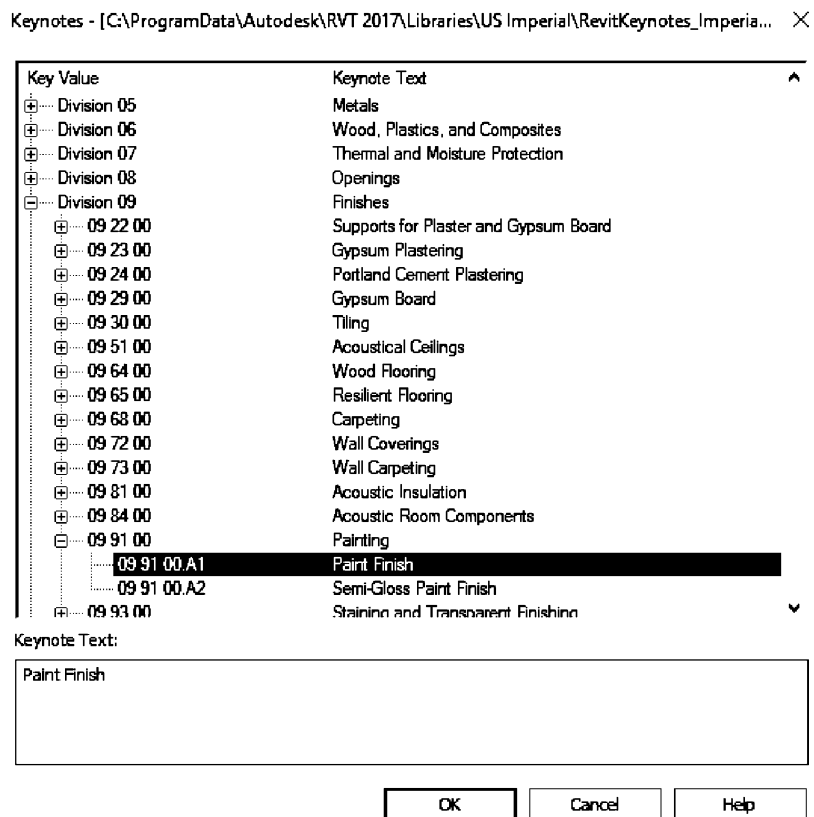 Keynotes - [C:\ProgramData\Autodesk\RVT 2017\Libraries\US Imperial\RevitKeynotes_Imperia...
Key Value Keynote Text
Division 05 Metals
Division 06 Wood, Plastics, and Composites
Division 07 Thermal and Moisture Protection
Division 08 Openings
Division 09 Finishes
09 22 00 Supports for Plaster and Gypsum Board
09 23 00 Gypsum Plastering
09 24 00 Portland Cement Plastering
09 29 00 Gypsum Board
09 30 00 Tiling
09 51 00 Acoustical Ceilings
09 64 00 Wood Flooring
09 65 00 Resilient Flooring
09 68 00 Carpeting
09 72 00 Wall Coverings
09 73 00 Wall Carpeting
09 81 00 Acoustic Insulation
09 84 00 Acoustic Room Components
09 91 00 Painting
09 91 00.A1 Paint Finish
09 91 00.A2 Semi-Gloss Paint Finish
09 93 00 Staining and Transparent Finishing
Keynote Text:
Paint Finish
OK Cancel Help